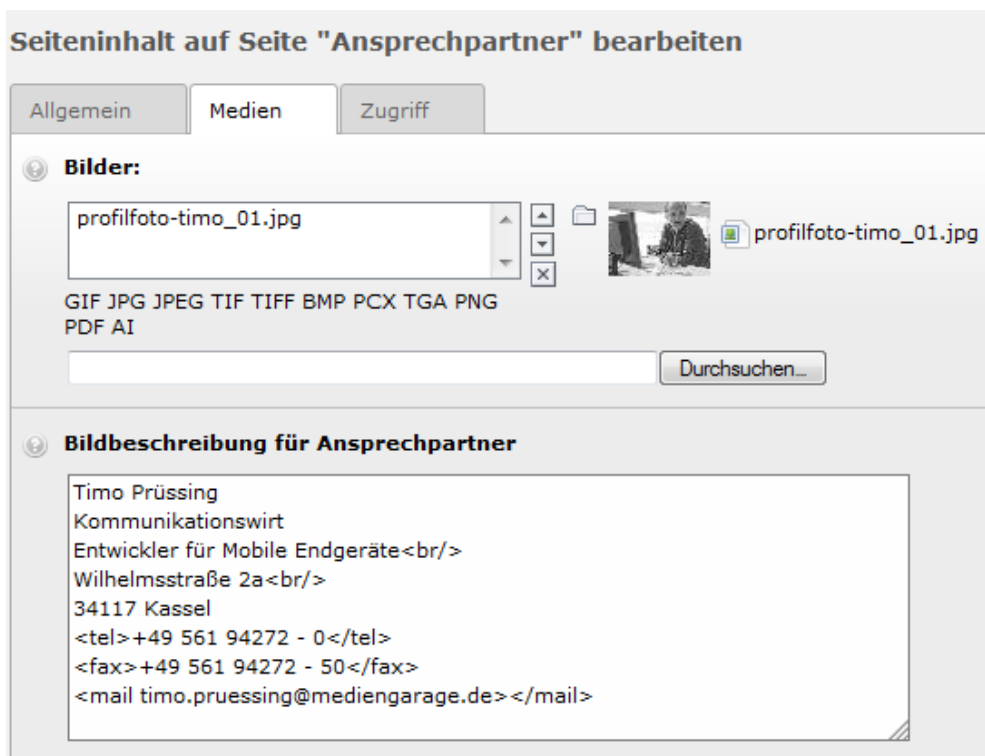 Seiteninhalt auf Seite "Ansprechpartner" bearbeiten
Allgemein
Medien
Zugriff
Bilder:
profilfoto-timo_01.jpg
profilfoto-timo_01.jpg
GIF JPG JPEG TIF TIFF BMP PCX TGA PNG
PDF AI
Durchsuchen...
Bildbeschreibung für Ansprechpartner
Timo Prüssing
Kommunikationswirt
Entwickler für Mobile Endgeräte<br/>
Wilhelmsstraße 2a<br/>
34117 Kassel
<tel>+49 561 94272 - 0</tel>
<fax>+49 561 94272 - 50</fax>
<mail timo.pruessing@mediengarage.de></mail>